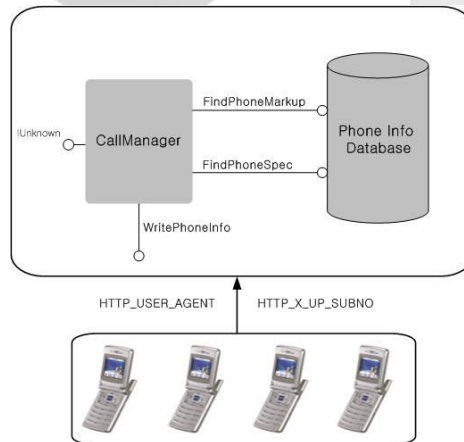 FindPhoneMarkup
IUnknown
CallManager
Phone Info
Database
FindPhoneSpec
WritePhoneInfo
HTTP_USER_AGENT
HTTP_X_UP_SUBNO